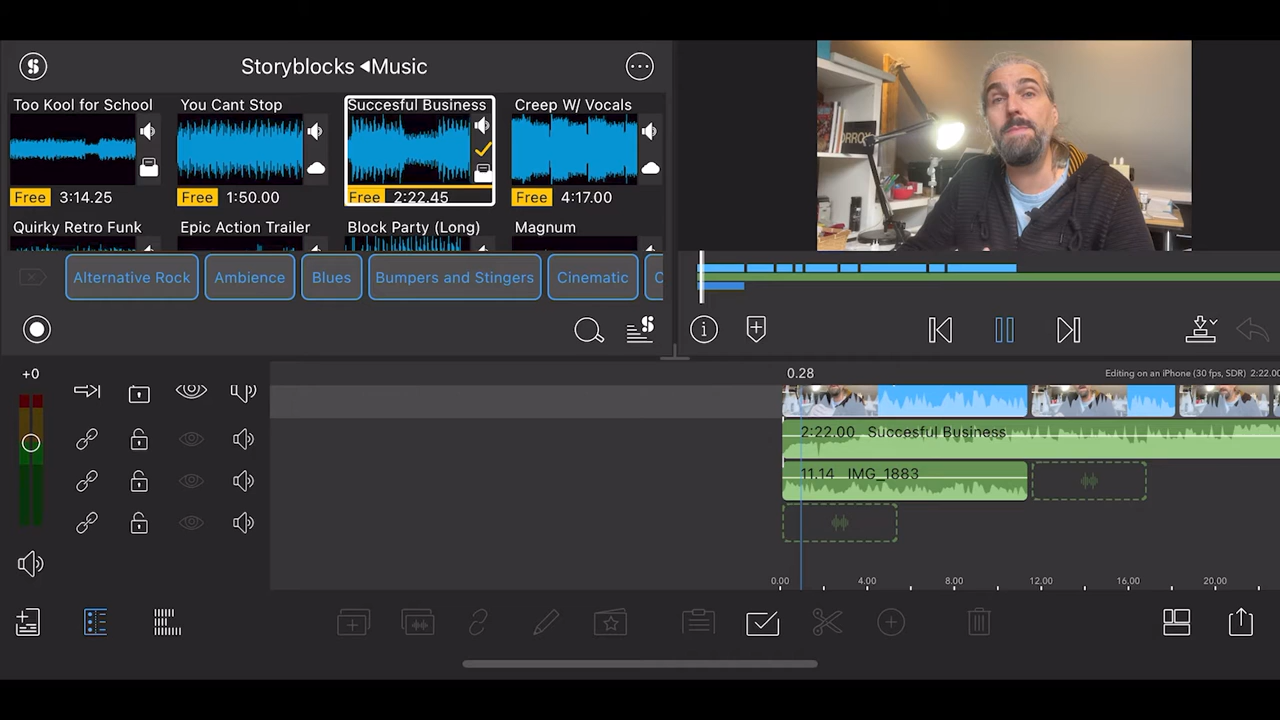 Storyblocks ◀Music
Too Kool for School
You Cant Stop
Succesful Business
Creep W/ Vocals
Free 3:14.25
Free 1:50.00
Free 2:22.45
Free 4:17.00
Quirky Retro Funk
Epic Action Trailer
Block Party (Long)
Magnum
Alternative Rock
Ambience
Blues
Bumpers and Stingers
Cinematic
C
+0
0.28
Editing on an iPhone (30 fps, SDR) 2:22.0
2:22.00 Succesful Business
11.14 IMG_1883
0.00 4.00 8.00 12.00 16.00 20.00